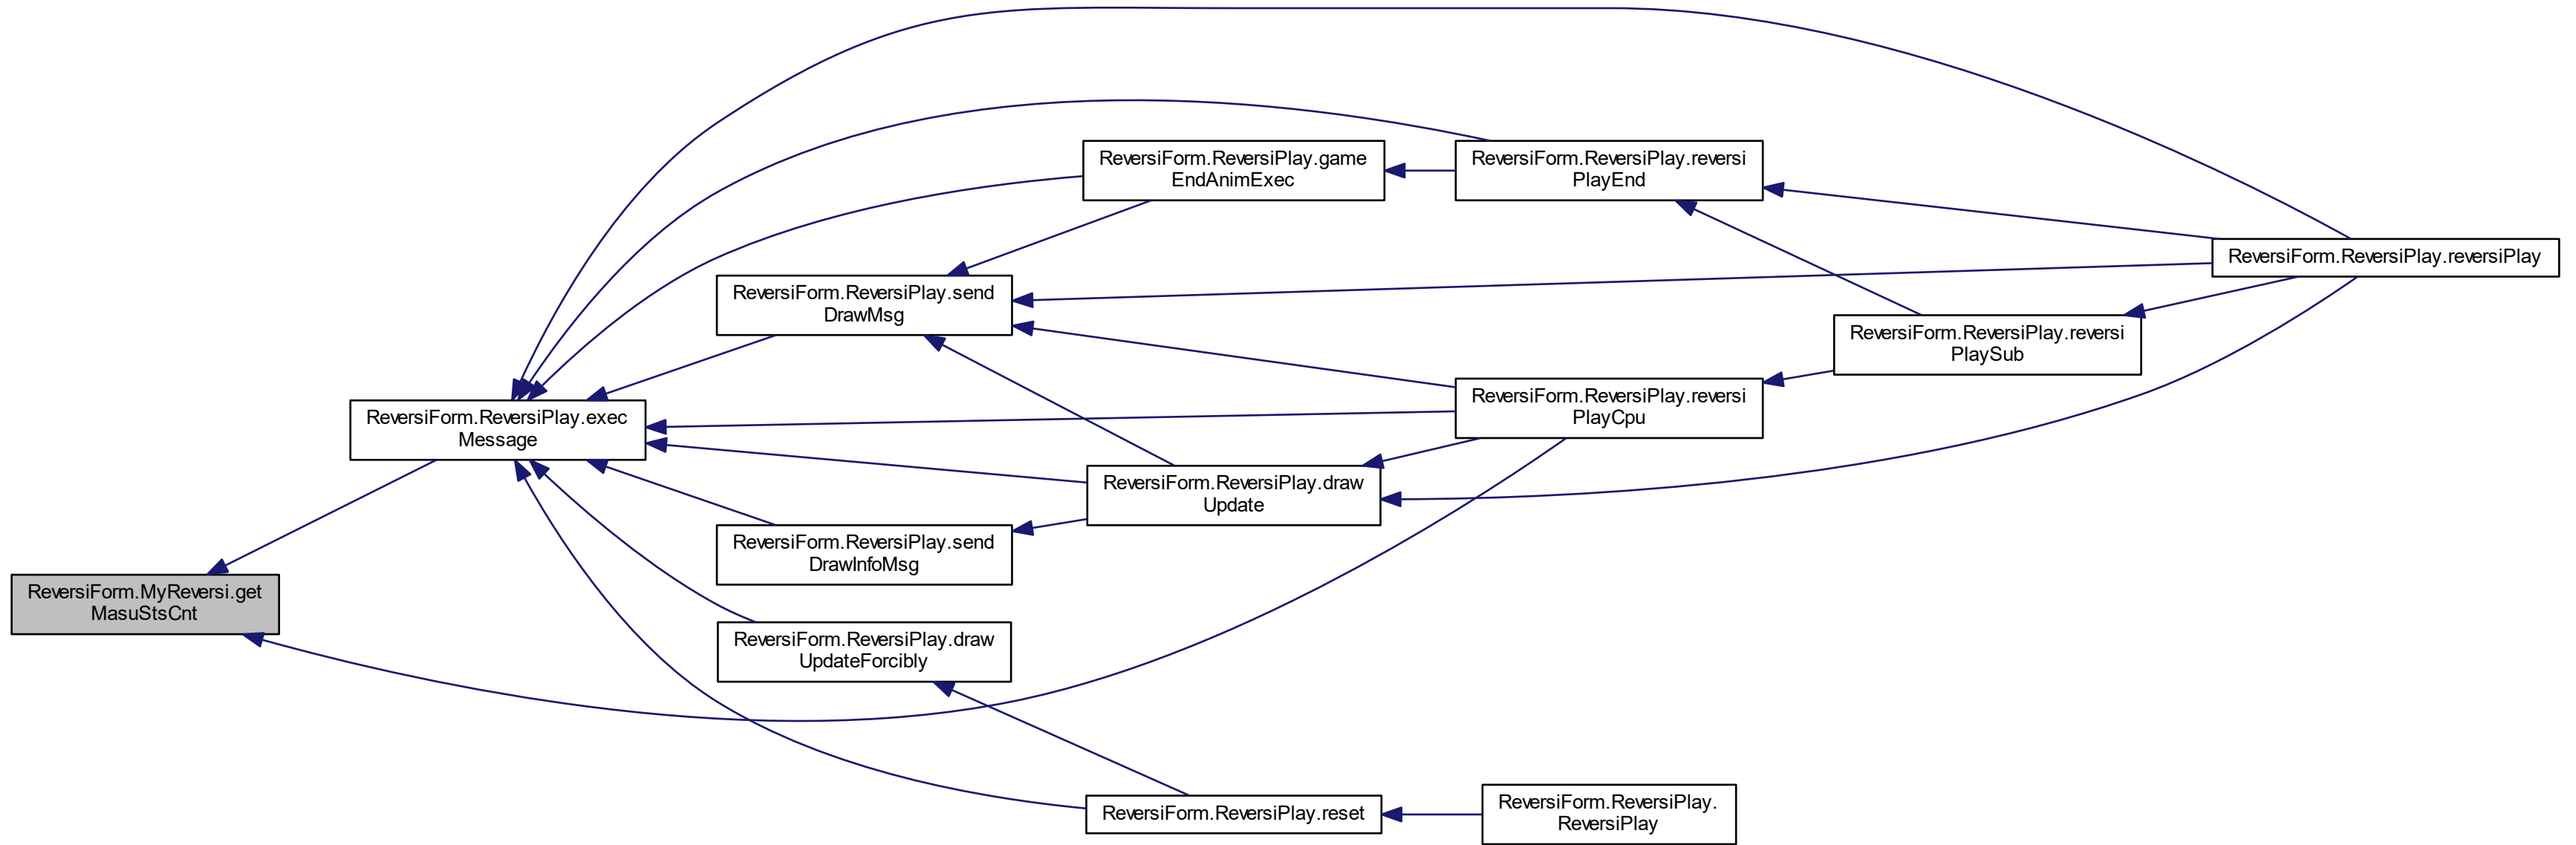 ReversiForm.ReversiPlay.game
EndAnimExec
ReversiForm.ReversiPlay.reversi
PlayEnd
ReversiForm.ReversiPlay.reversiPlay
ReversiForm.ReversiPlay.send
DrawMsg
ReversiForm.ReversiPlay.reversi
PlaySub
ReversiForm.ReversiPlay.exec
Message
ReversiForm.ReversiPlay.reversi
PlayCpu
ReversiForm.ReversiPlay.draw
Update
ReversiForm.ReversiPlay.send
DrawInfoMsg
ReversiForm.MyReversi.get
MasuStsCnt
ReversiForm.ReversiPlay.draw
UpdateForcibly
ReversiForm.ReversiPlay.reset
ReversiForm.ReversiPlay.
ReversiPlay